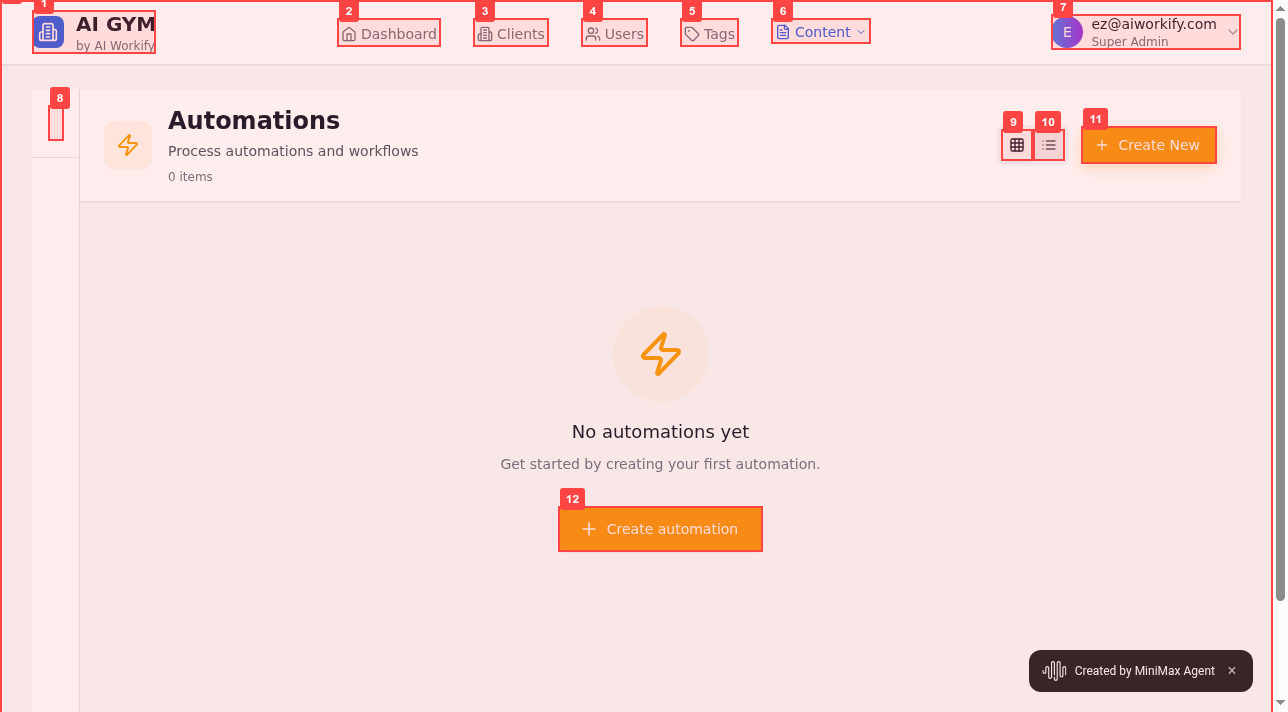 1
AI GYM
by AI Workify
2
Dashboard
3
Clients
4
Users
5
Tags
6
Content
7
E
ez@aiworkify.com
Super Admin
8
Automations
Process automations and workflows
0 items
9
10
11
Create New
No automations yet
Get started by creating your first automation.
12
Create automation
Created by MiniMax Agent ×